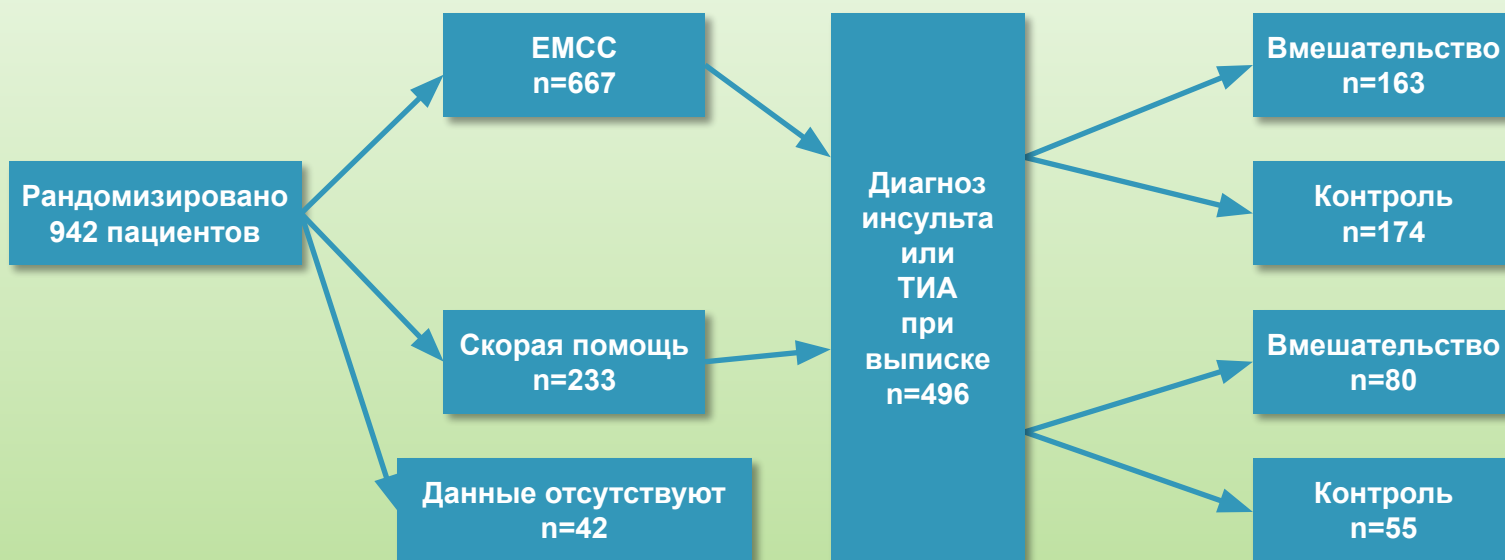 Рандомизировано
942 пациентов
EMCC
n=667
Скорая помощь
n=233
Данные отсутствуют
n=42
Диагноз
инсульта
или
ТИА
при
выписке
n=496
Вмешательство
n=163
Контроль
n=174
Вмешательство
n=80
Контроль
n=55